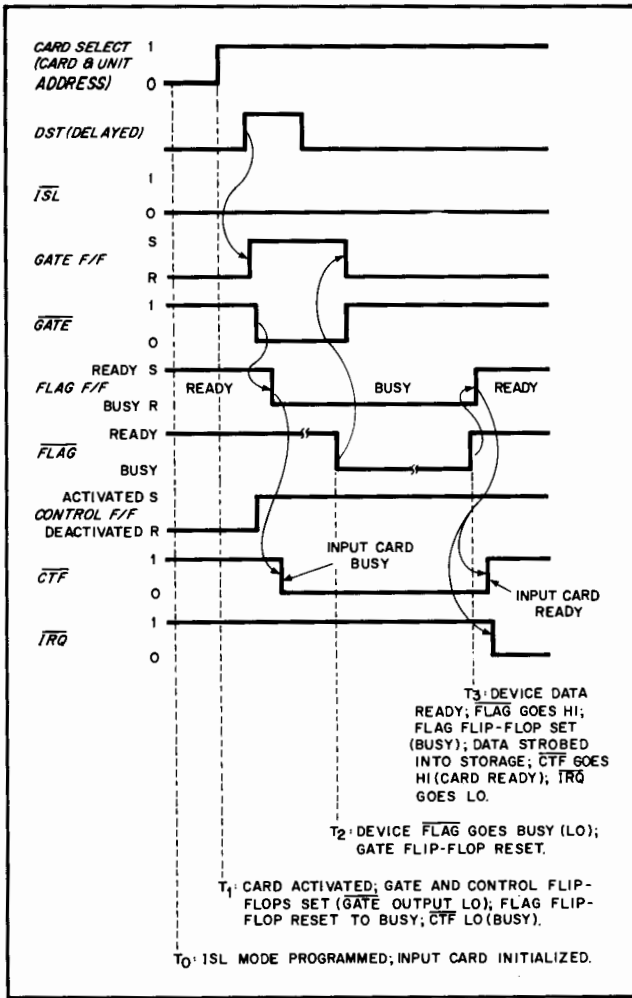 CARD SELECT 1
(CARD & UNIT
ADDRESS) 0
DST (DELAYED)
1
ISL
0
S
GATE F/F
R
1
GATE
0
READY S
FLAG F/F READY BUSY READY
BUSY R
READY
FLAG
BUSY
ACTIVATED S
CONTROL F/F
DEACTIVATED R
1 INPUT CARD
BUSY
CTF
0 INPUT CARD
READY
1
IRQ
0
T3: DEVICE DATA
READY; FLAG GOES HI;
FLAG FLIP-FLOP SET
(BUSY); DATA STROBED
INTO STORAGE; CTF GOES
HI (CARD READY); IRQ
GOES LO.
T2: DEVICE FLAG GOES BUSY (LO);
GATE FLIP-FLOP RESET.
T1: CARD ACTIVATED; GATE AND CONTROL FLIP-
FLOPS SET (GATE OUTPUT LO); FLAG FLIP-
FLOP RESET TO BUSY; CTF LO (BUSY).
T0: ISL MODE PROGRAMMED; INPUT CARD INITIALIZED.